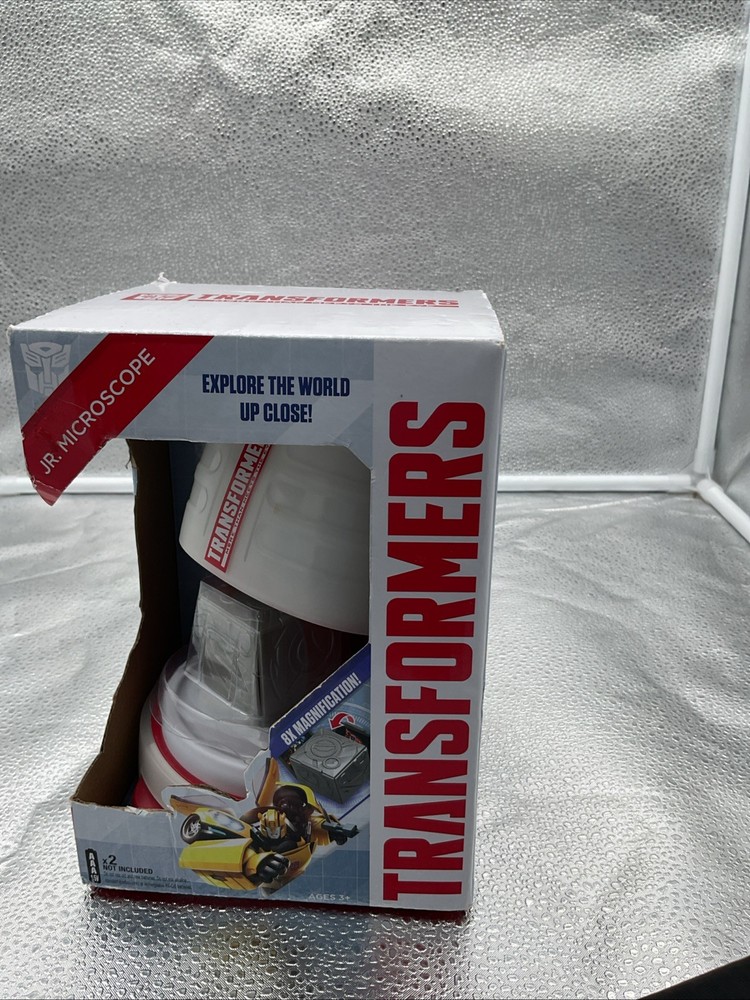 TRANSFORMERS
JR. MICROSCOPE
EXPLORE THE WORLD
UP CLOSE!
TRANSFORMERS
TRANSFORMERS
8X MAGNIFICATION!
AAA
x2
NOT INCLUDED
AGES 3+